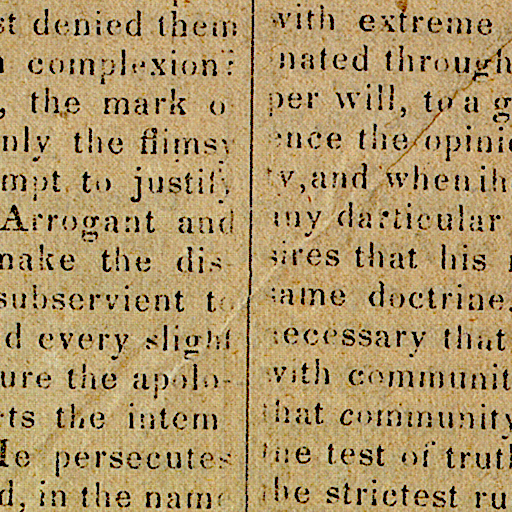 st denied them
complexion?
, the mark o
nly the flimsy
mpt to justify
Arrogant and
make the dis-
subservient to
d every slight
ure the apolo-
rts the intem
He persecutes
d, in the name
with extreme
nated through
per will, to a g
ence the opinio
ty, and when ih
any darticular
sires that his
same doctrine.
necessary that
with communit
that community
the test of trut
the strictest ru